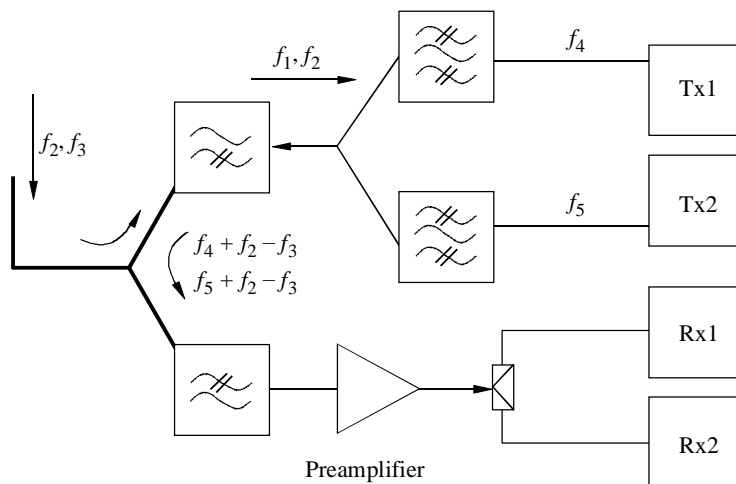 f4
f1, f2
Tx1
f2, f3
f5
Tx2
f4 + f2 − f3
f5 + f2 − f3
Rx1
Rx2
Preamplifier